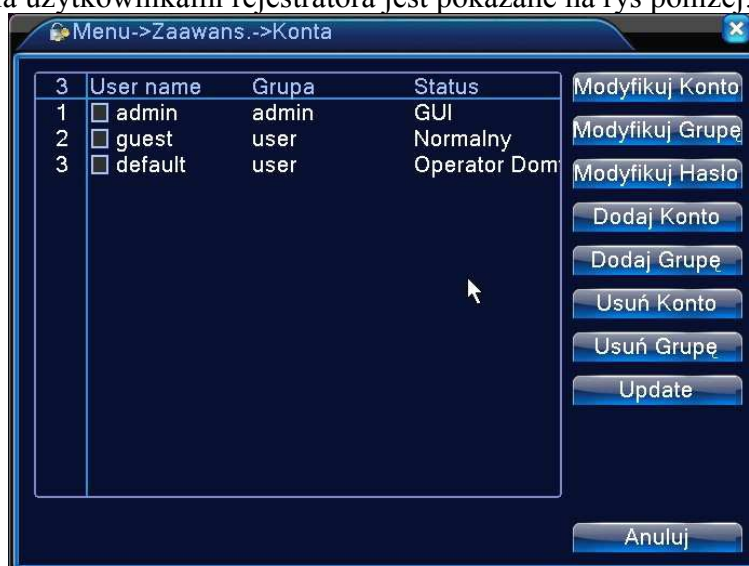 a użytkownikami rejestratora jest pokazane na rys poniżej.
Menu->Zaawans.->Konta
3 User name Grupa Status
1 admin admin GUI
2 guest user Normalny
3 default user Operator Dom
Modyfikuj Konto
Modyfikuj Grupę
Modyfikuj Hasło
Dodaj Konto
Dodaj Grupę
Usuń Konto
Usuń Grupę
Update
Anuluj